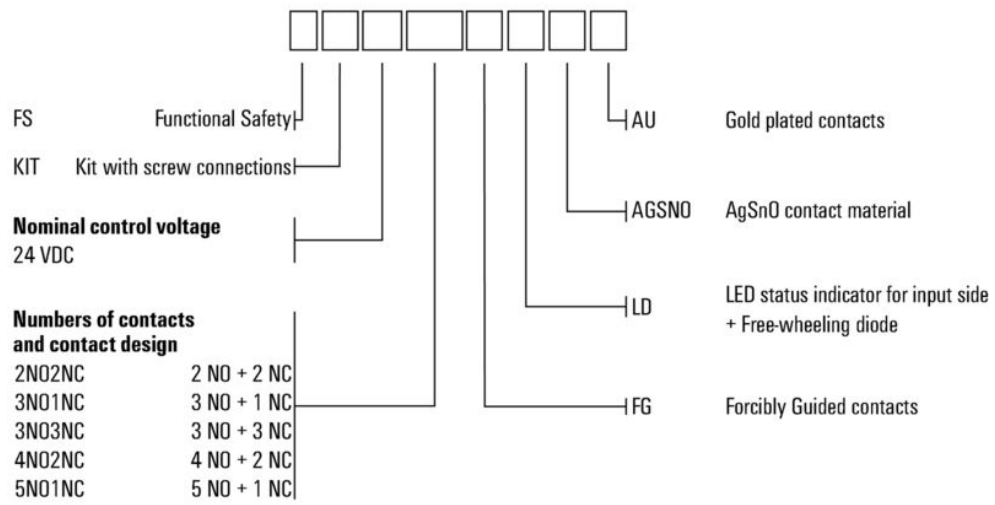 FS Functional Safety
KIT Kit with screw connections
Nominal control voltage
24 VDC
Numbers of contacts
and contact design
2NO2NC 2 NO + 2 NC
3NO1NC 3 NO + 1 NC
3NO3NC 3 NO + 3 NC
4NO2NC 4 NO + 2 NC
5NO1NC 5 NO + 1 NC
AU Gold plated contacts
AGSNO AgSnO contact material
LD LED status indicator for input side
+ Free-wheeling diode
FG Forcibly Guided contacts